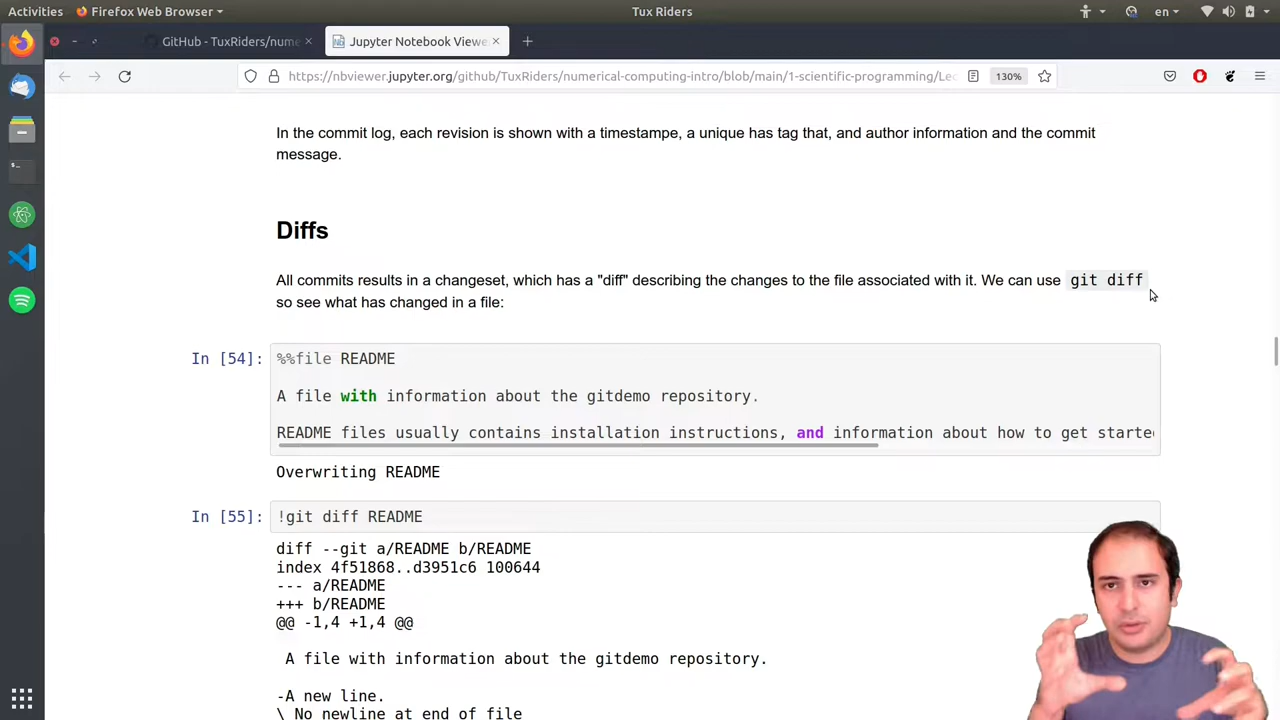 Activities
Firefox Web Browser
Tux Riders
en
GitHub - TuxRiders/nume
Jupyter Notebook Viewe
https://nbviewer.jupyter.org/github/TuxRiders/numerical-computing-intro/blob/main/1-scientific-programming/Lec
130%
In the commit log, each revision is shown with a timestampe, a unique has tag that, and author information and the commit
message.
Diffs
All commits results in a changeset, which has a "diff" describing the changes to the file associated with it. We can use git diff
so see what has changed in a file:
In [54]: %%file README
A file with information about the gitdemo repository.
README files usually contains installation instructions, and information about how to get starte
Overwriting README
In [55]: !git diff README
diff --git a/README b/README
index 4f51868..d3951c6 100644
--- a/README
+++ b/README
@@ -1,4 +1,4 @@
A file with information about the gitdemo repository.
-A new line.
\ No newline at end of file